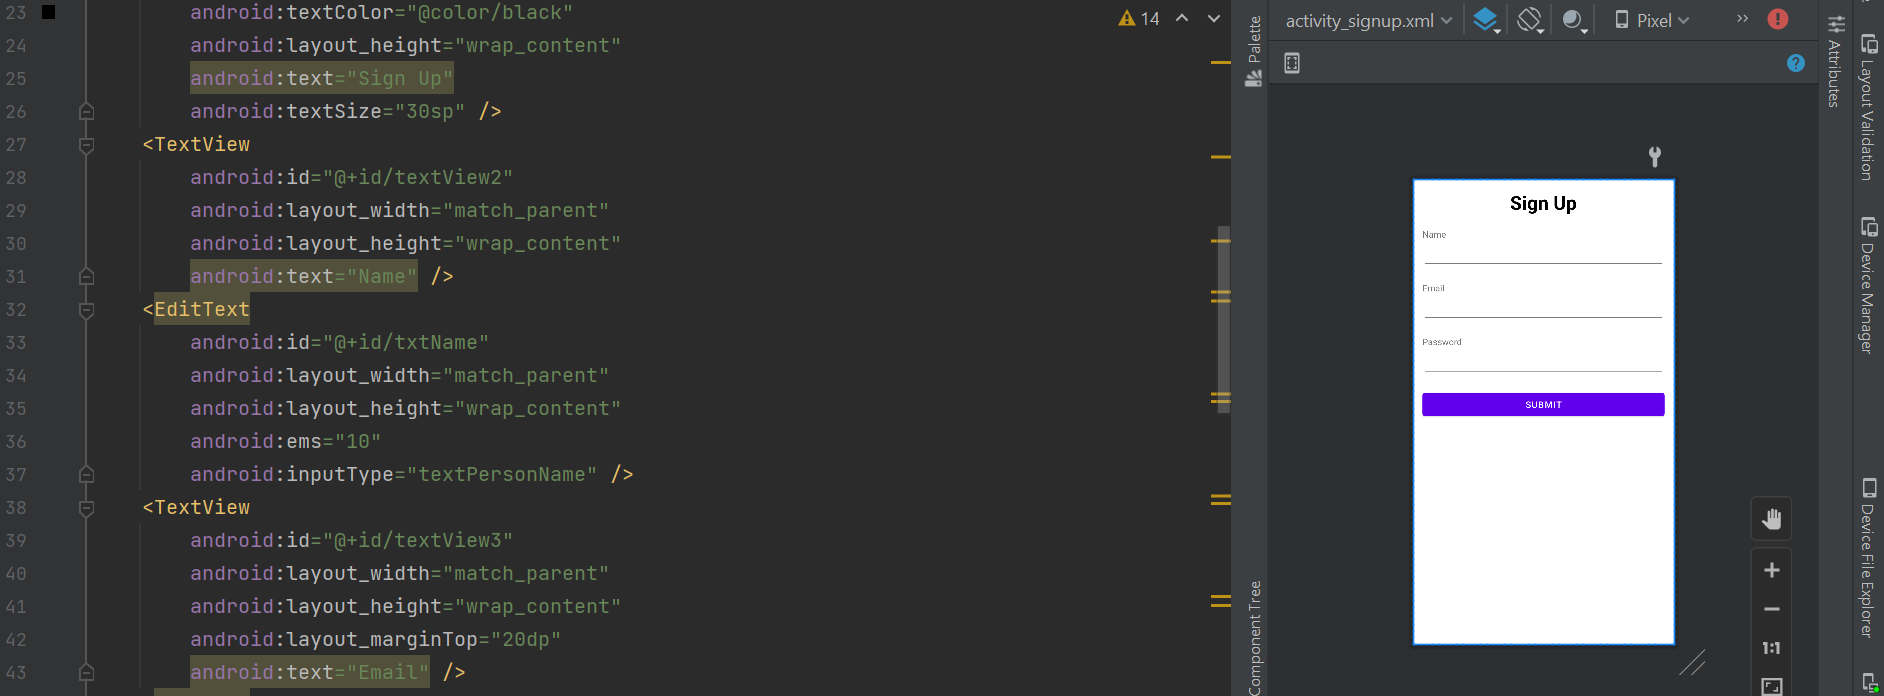 23 android:textColor="@color/black"
24 android:layout_height="wrap_content"
25 android:text="Sign Up"
26 android:textSize="30sp" />
27 <TextView
28 android:id="@+id/textView2"
29 android:layout_width="match_parent"
30 android:layout_height="wrap_content"
31 android:text="Name" />
32 <EditText
33 android:id="@+id/txtName"
34 android:layout_width="match_parent"
35 android:layout_height="wrap_content"
36 android:ems="10"
37 android:inputType="textPersonName" />
38 <TextView
39 android:id="@+id/textView3"
40 android:layout_width="match_parent"
41 android:layout_height="wrap_content"
42 android:layout_marginTop="20dp"
43 android:text="Email" />
14
Palette
Component Tree
activity_signup.xml
Pixel
»
!
?
Sign Up
Name
Email
Password
SUBMIT
+
−
1:1
Attributes
Layout Validation
Device Manager
Device File Explorer